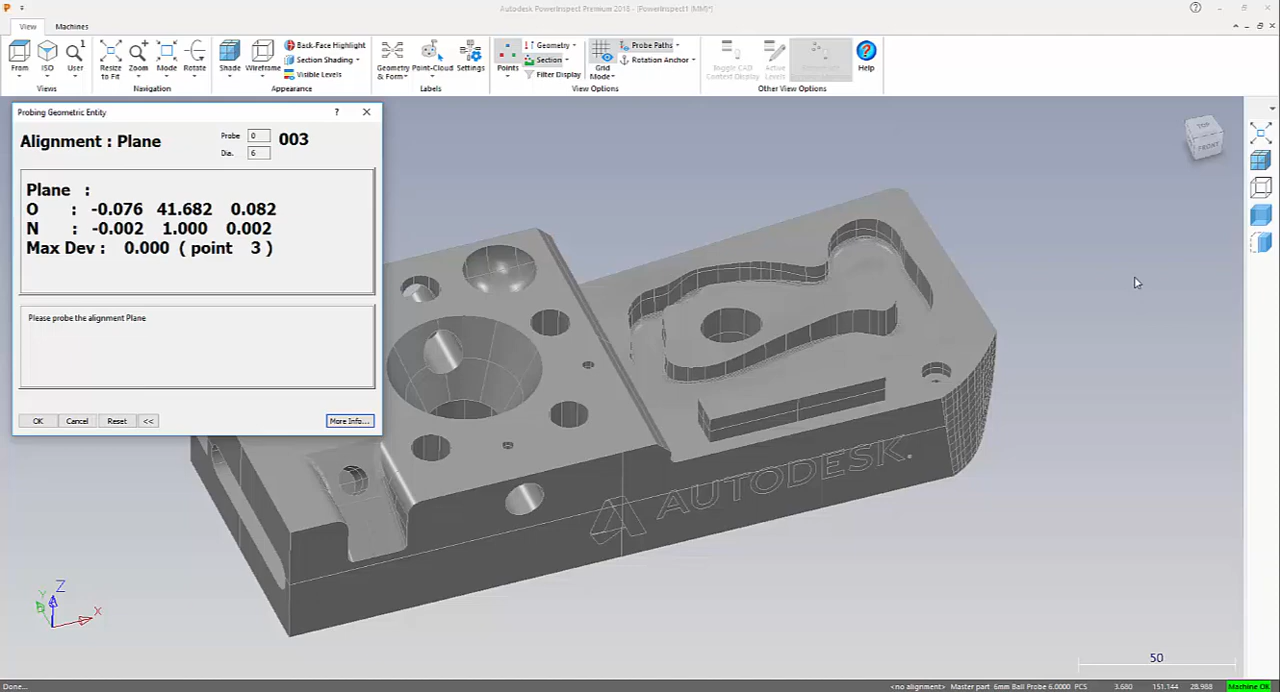 Autodesk PowerInspect Premium 2018 - [PowerInspect1 (MM)*]
View Machines
From ISO User
Views
Resize to Fit Zoom Mode Rotate
Navigation
Shade Wireframe
Back-Face Highlight
Section Shading
Visible Levels
Appearance
Geometry & Form Point-Cloud Settings
Labels
Points
Geometry
Section
Filter Display
Grid Mode
Probe Paths
Rotation Anchor
View Options
Toggle CAD Context Display Active Levels
Other View Options
Help
Probing Geometric Entity
Alignment : Plane
Probe 0
Dia. 6
003
Plane :
O : -0.076 41.682 0.082
N : -0.002 1.000 0.002
Max Dev : 0.000 ( point 3 )
Please probe the alignment Plane
OK Cancel Reset << More Info...
TOP
FRONT
AUTODESK.
Z
Y
X
50
Done...
<no alignment> Master part 6mm Ball Probe 6.0000 PCS 3.680 151.144 28.988 Machine OK